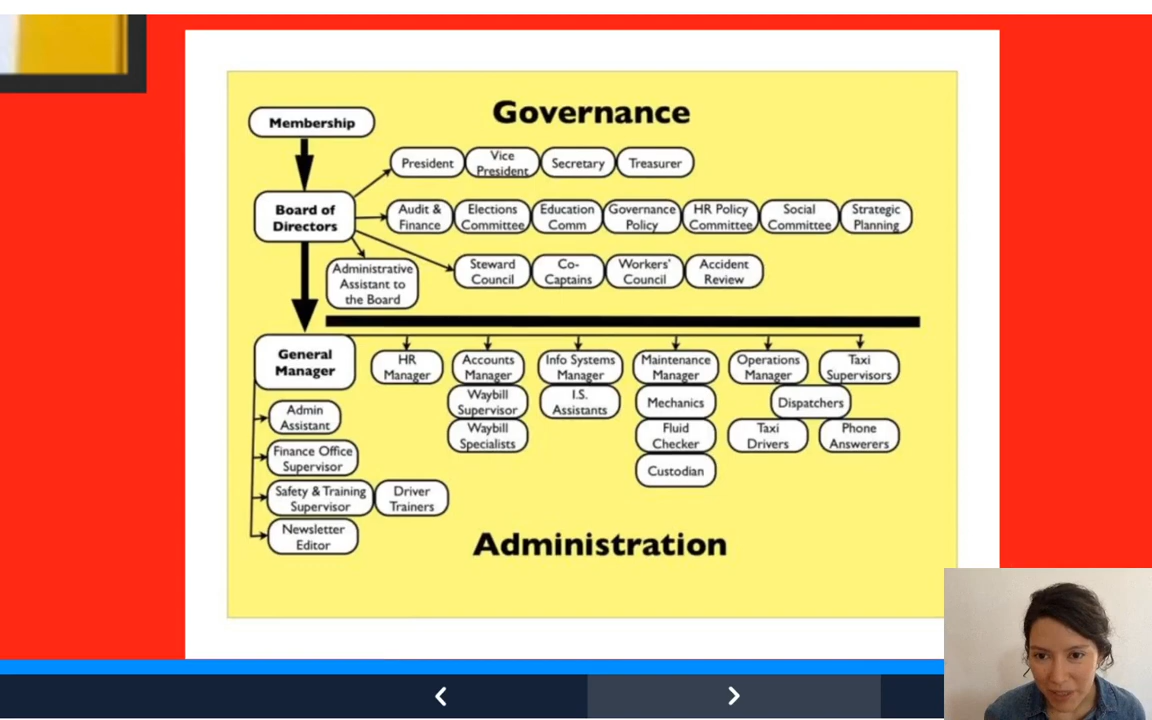 Governance
Membership
President
Vice
President
Secretary
Treasurer
Board of
Directors
Audit &
Finance
Elections
Committee
Education
Comm
Governance
Policy
HR Policy
Committee
Social
Committee
Strategic
Planning
Administrative
Assistant to
the Board
Steward
Council
Co-
Captains
Workers'
Council
Accident
Review
General
Manager
HR
Manager
Accounts
Manager
Info Systems
Manager
Maintenance
Manager
Operations
Manager
Taxi
Supervisors
Waybill
Supervisor
I.S.
Assistants
Mechanics
Dispatchers
Waybill
Specialists
Fluid
Checker
Taxi
Drivers
Phone
Answerers
Custodian
Admin
Assistant
Finance Office
Supervisor
Safety & Training
Supervisor
Driver
Trainers
Newsletter
Editor
Administration